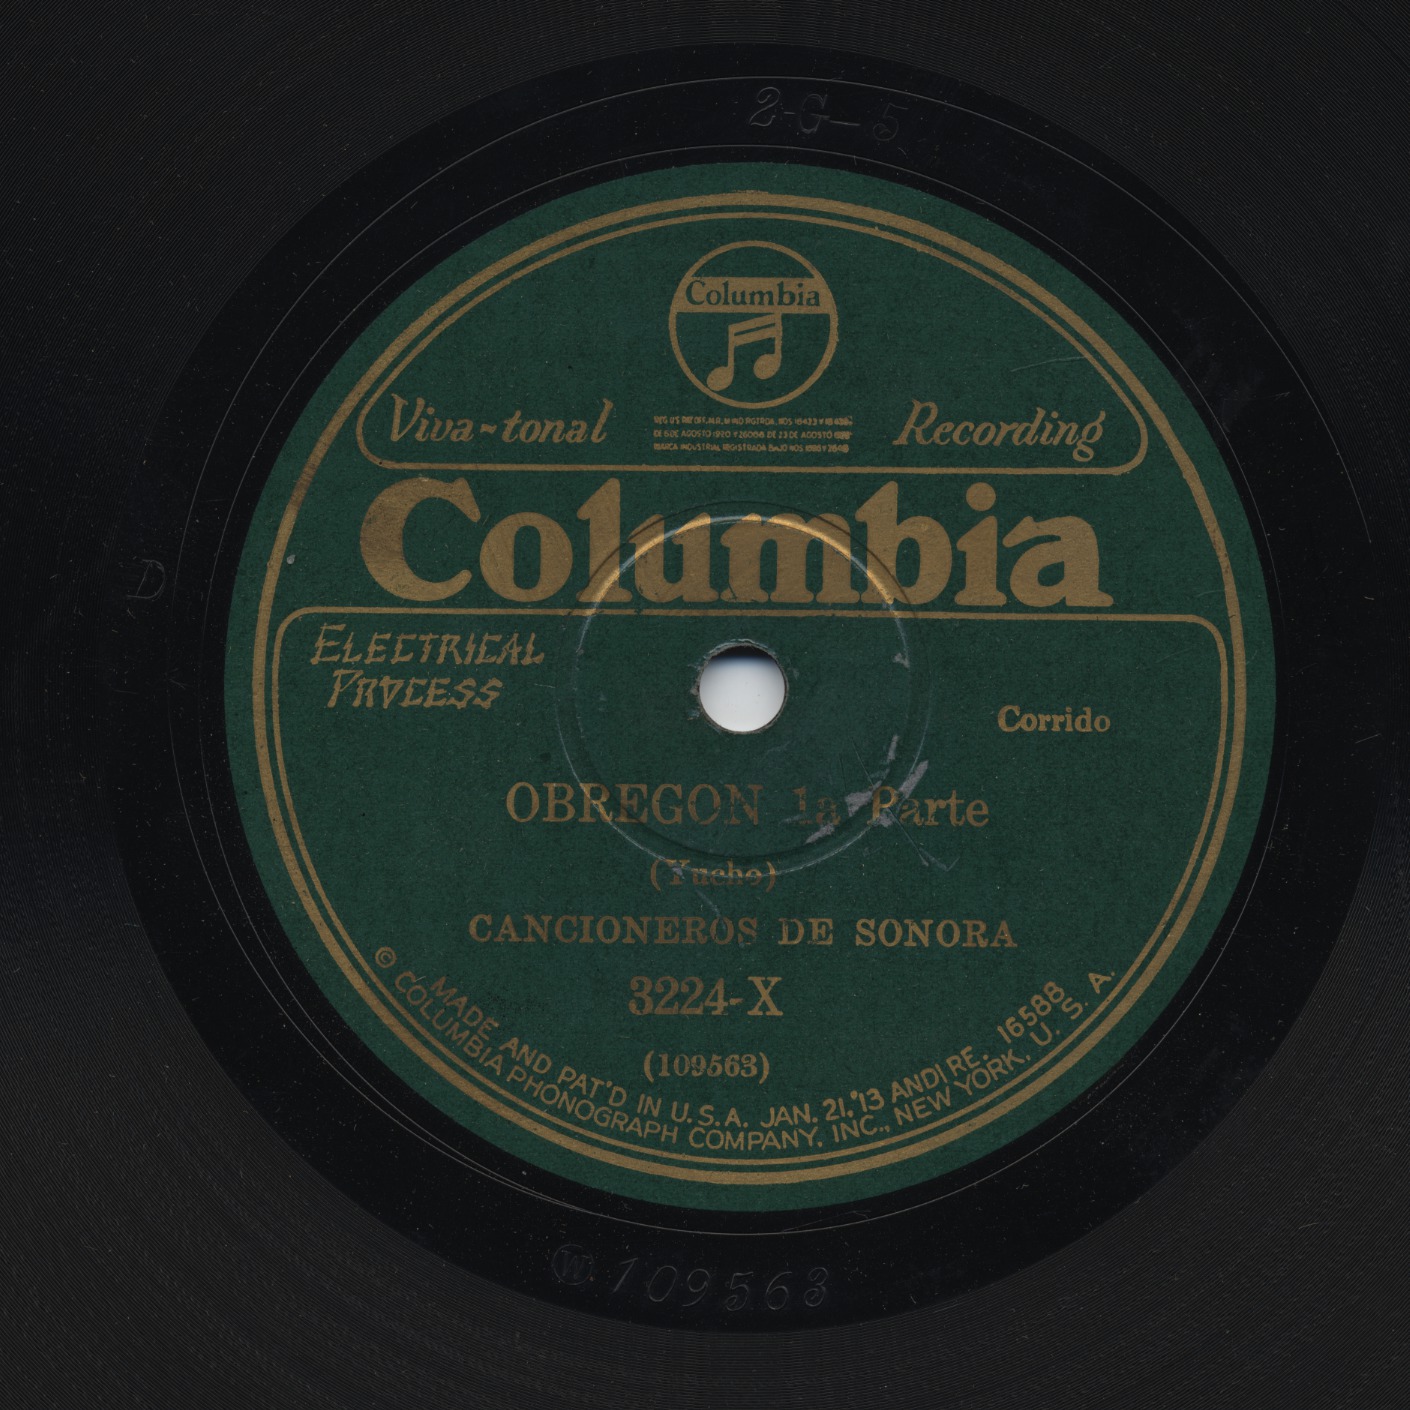 2-G-5
Columbia
Viva-tonal
Recording
Columbia
ELECTRICAL
PROCESS
Corrido
OBREGON 1a Parte
(Yucho)
CANCIONEROS DE SONORA
3224-X
(109563)
MADE AND PAT'D IN U.S.A. JAN. 21, '13 AND RE. 16588
© COLUMBIA PHONOGRAPH COMPANY, INC., NEW YORK, U. S. A.
D
W 109563